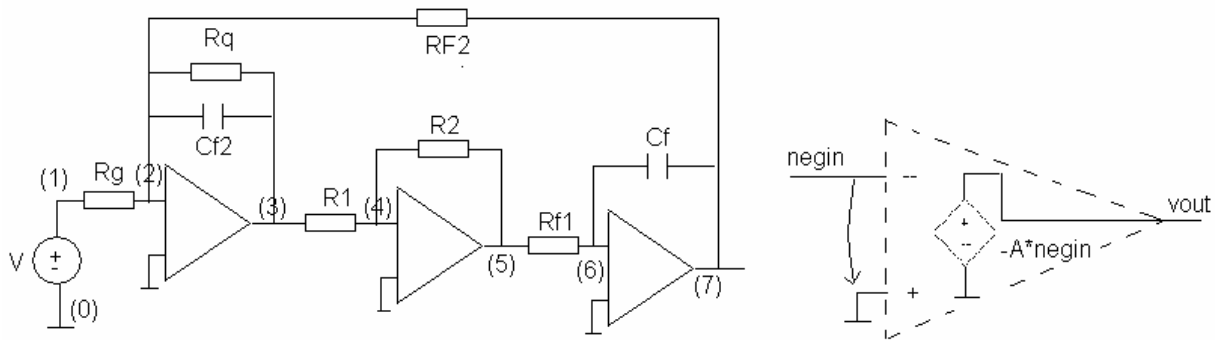 RF2
Rq
Cf2
Rg
(1)
(2)
V
+
-
(0)
(3)
R1
(4)
R2
(5)
Rf1
(6)
Cf
(7)
negin
--
+
+
--
-A*negin
vout